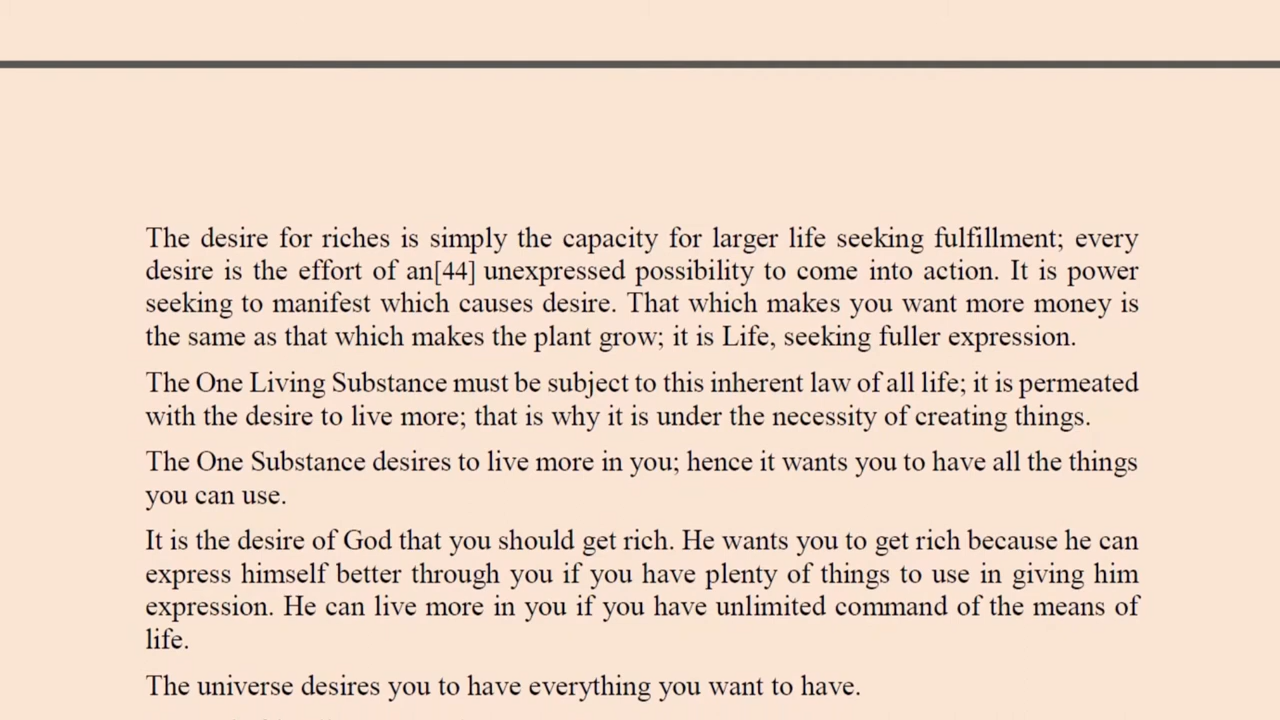 The desire for riches is simply the capacity for larger life seeking fulfillment; every
desire is the effort of an[44] unexpressed possibility to come into action. It is power
seeking to manifest which causes desire. That which makes you want more money is
the same as that which makes the plant grow; it is Life, seeking fuller expression.
The One Living Substance must be subject to this inherent law of all life; it is permeated
with the desire to live more; that is why it is under the necessity of creating things.
The One Substance desires to live more in you; hence it wants you to have all the things
you can use.
It is the desire of God that you should get rich. He wants you to get rich because he can
express himself better through you if you have plenty of things to use in giving him
expression. He can live more in you if you have unlimited command of the means of
life.
The universe desires you to have everything you want to have.